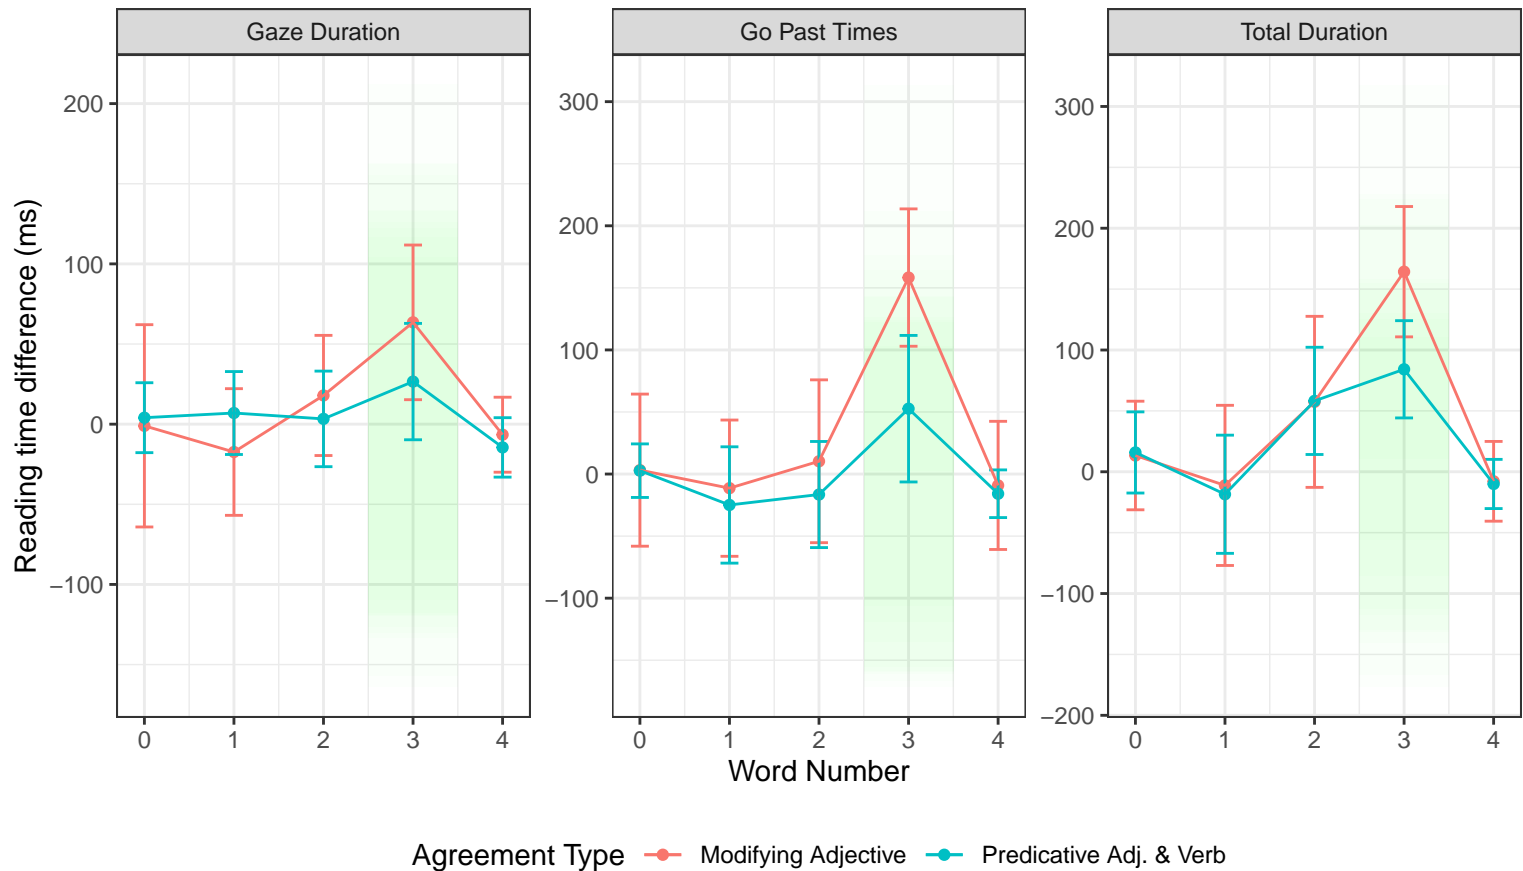 Gaze Duration
Go Past Times
Total Duration
Reading time difference (ms)
200
100
0
−100
300
200
100
0
−100
300
200
100
0
−100
−200
0 1 2 3 4
0 1 2 3 4
0 1 2 3 4
Word Number
Agreement Type Modifying Adjective Predicative Adj. & Verb